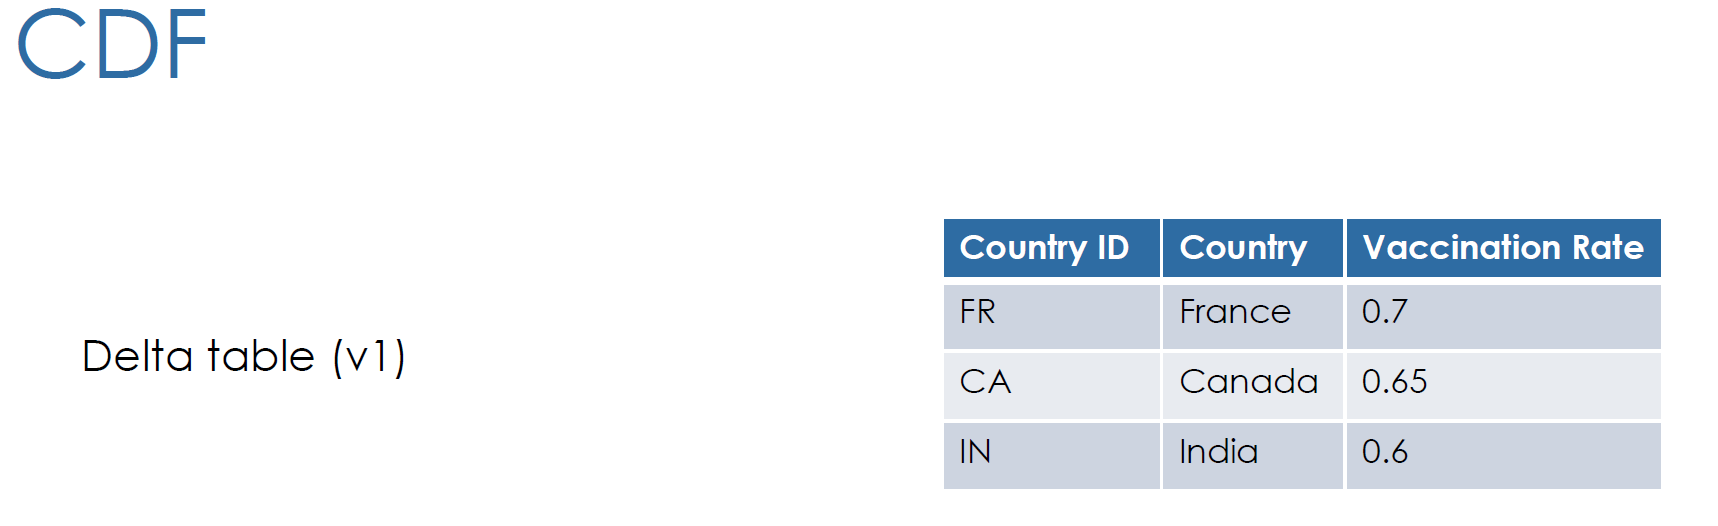 CDF
Delta table (v1)
Country ID Country Vaccination Rate
FR France 0.7
CA Canada 0.65
IN India 0.6